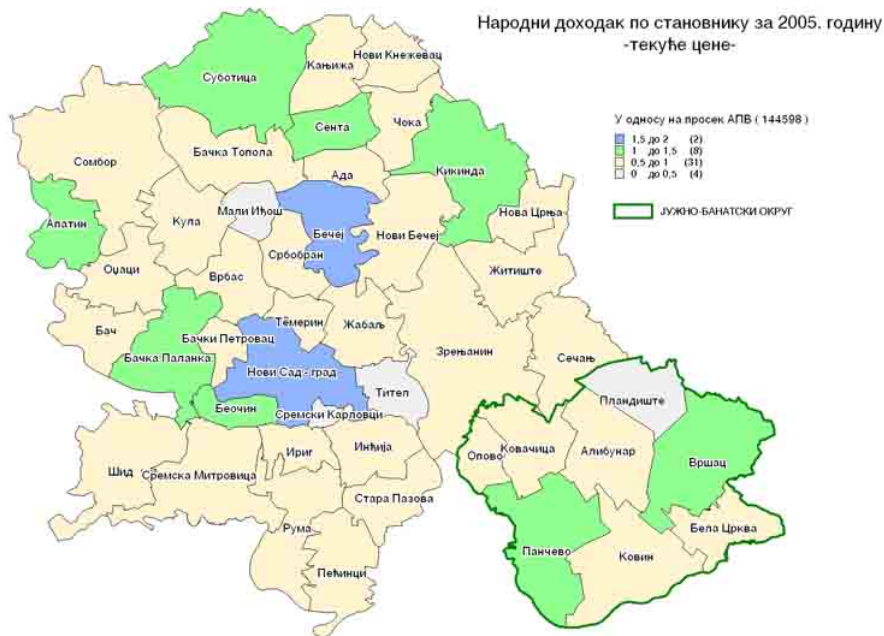 Народни доходак по становнику за 2005. годину
-текуће цене-
У односу на просек АПВ ( 144598 )
1,5 до 2 (2)
1 до 1,5 (8)
0,5 до 1 (31)
0 до 0,5 (4)
ЈУЖНО-БАНАТСКИ ОКРУГ
Суботица
Кањижа
Нови Кнежевац
Сента
Чока
Сомбор
Бачка Топола
Ада
Кикинда
Апатин
Кула
Мали Иђош
Бечеј
Нови Бечеј
Нова Црња
Србобран
Оџаци
Врбас
Житиште
Бач
Бачки Петровац
Темерин
Жабаљ
Бачка Паланка
Зрењанин
Сечањ
Нови Сад - град
Тител
Беочин
Сремски Карловци
Пландиште
Шид
Сремска Митровица
Ириг
Инђија
Опово
Ковачица
Алибунар
Вршац
Стара Пазова
Рума
Панчево
Ковин
Бела Црква
Пећинци